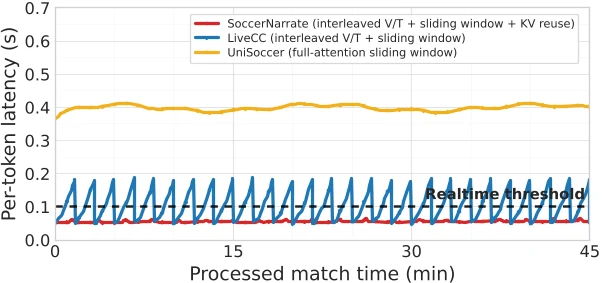 0.7
0.6
0.5
0.4
0.3
0.2
0.1
0.0
Per-token latency (s)
SoccerNarrate (interleaved V/T + sliding window + KV reuse)
LiveCC (interleaved V/T + sliding window)
UniSoccer (full-attention sliding window)
Realtime threshold
0
15
30
45
Processed match time (min)